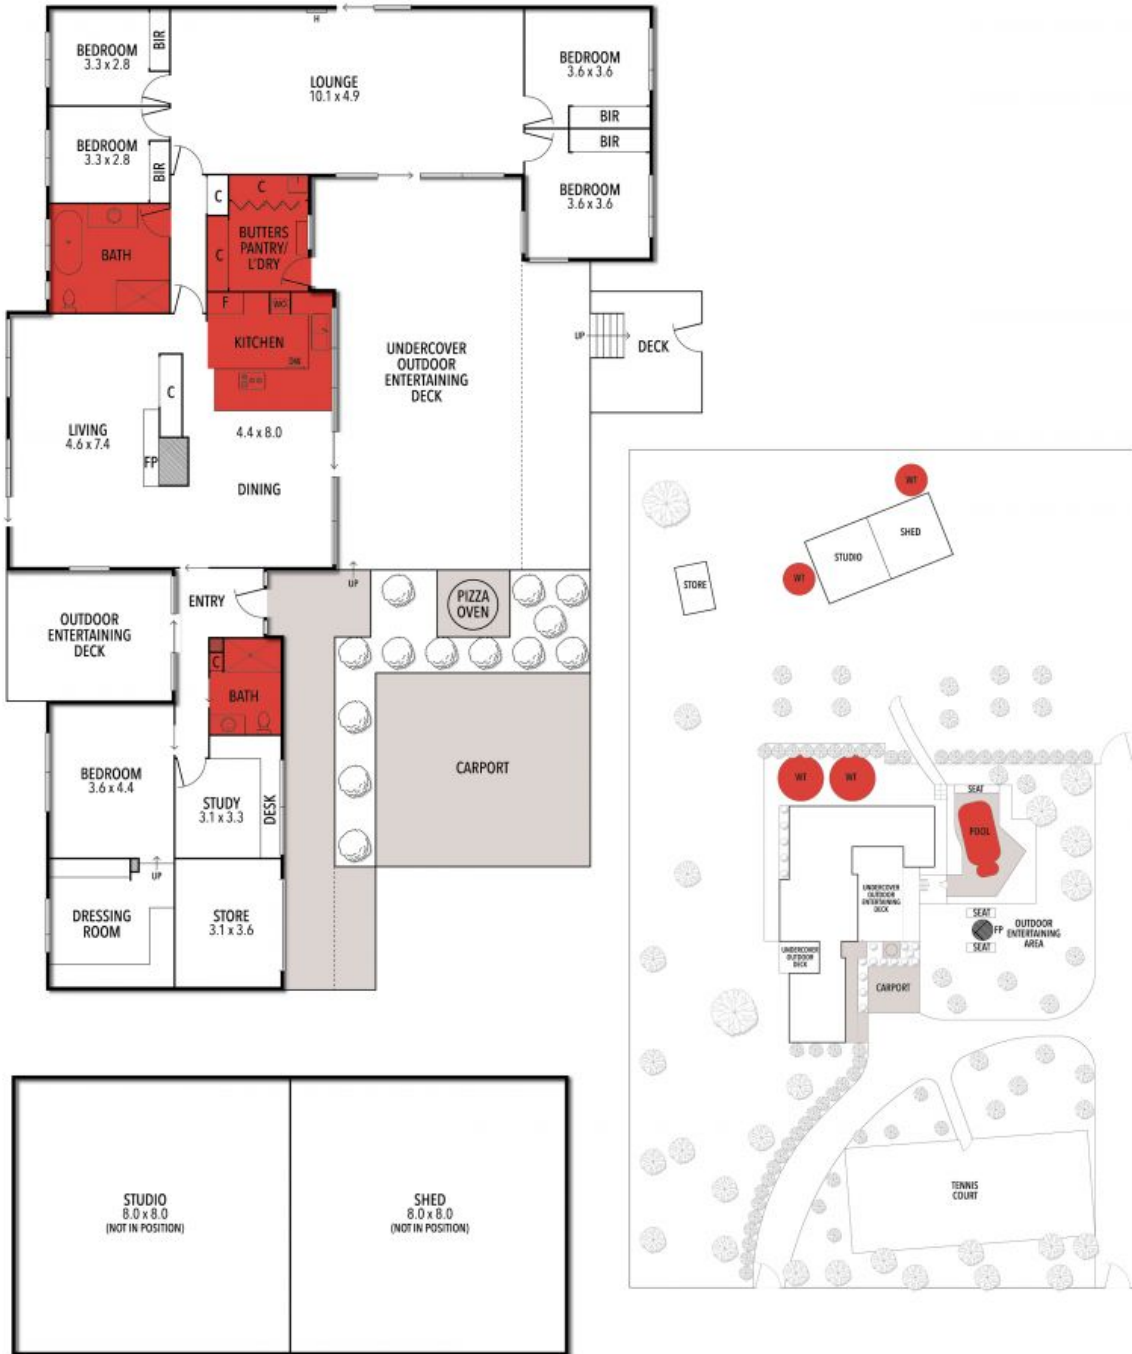 H
BEDROOM
3.3 x 2.8
BIR
LOUNGE
10.1 x 4.9
BEDROOM
3.6 x 3.6
BIR
BEDROOM
3.3 x 2.8
BIR
BIR
BEDROOM
3.6 x 3.6
C
C
C
BUTTERS
PANTRY/
L'DRY
BATH
F
WO
KITCHEN
DW
UP
DECK
UNDERCOVER
OUTDOOR
ENTERTAINING
DECK
C
LIVING
4.6 x 7.4
FP
4.4 x 8.0
DINING
ENTRY
UP
PIZZA
OVEN
OUTDOOR
ENTERTAINING
DECK
C
BATH
CARPORT
BEDROOM
3.6 x 4.4
STUDY
3.1 x 3.3
DESK
UP
DRESSING
ROOM
STORE
3.1 x 3.6
STUDIO
8.0 x 8.0
(NOT IN POSITION)
SHED
8.0 x 8.0
(NOT IN POSITION)
WT
SHED
STUDIO
WT
STORE
WT
WT
SEAT
POOL
UNDERCOVER
OUTDOOR
ENTERTAINING
DECK
SEAT
FP
SEAT
OUTDOOR
ENTERTAINING
AREA
UNDERCOVER
OUTDOOR
DECK
CARPORT
TENNIS
COURT